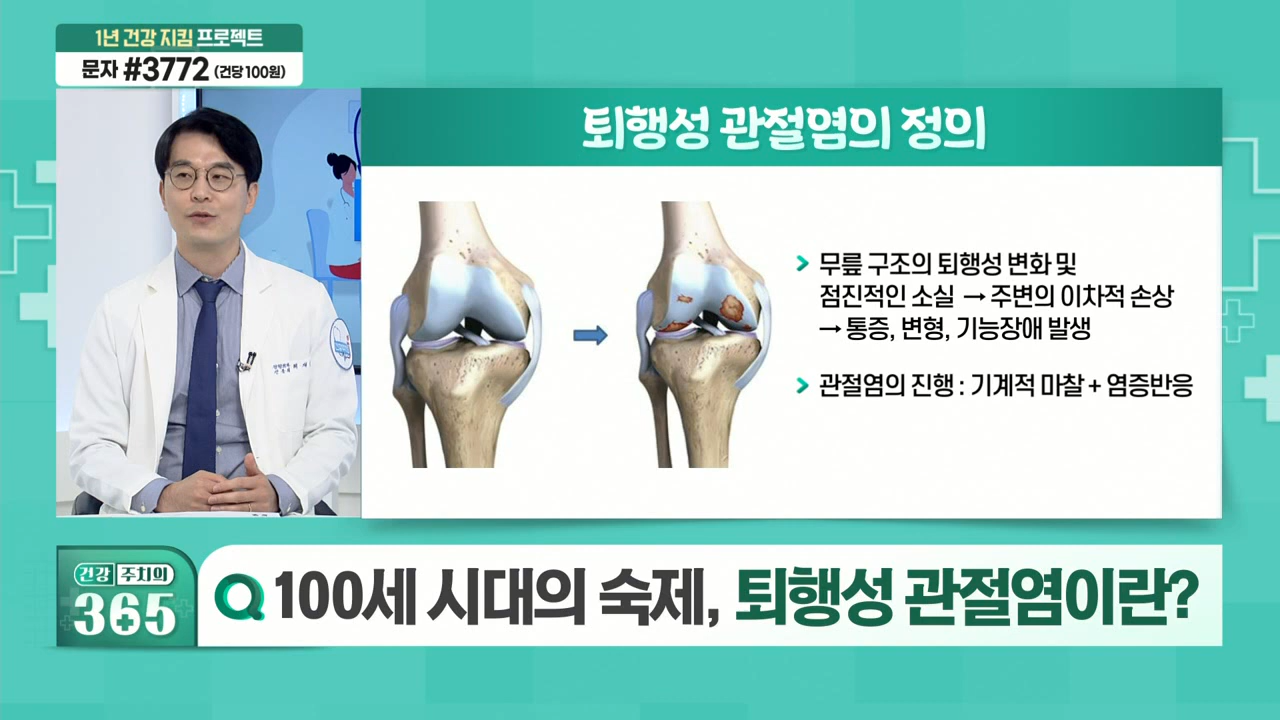 1년 건강 지킴 프로젝트
문자 #3772 (건당 100원)
퇴행성 관절염의 정의
무릎 구조의 퇴행성 변화 및
점진적인 소실 → 주변의 이차적 손상
→ 통증, 변형, 기능장애 발생
관절염의 진행 : 기계적 마찰 + 염증반응
건강 주치의
365
Q 100세 시대의 숙제, 퇴행성 관절염이란?